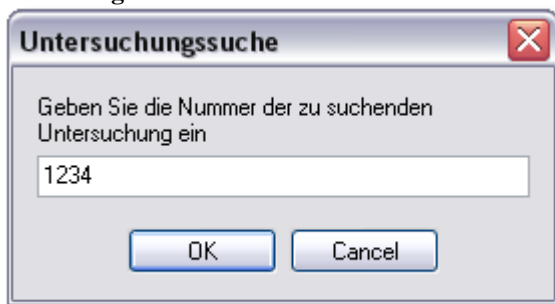 Untersuchungssuche
Geben Sie die Nummer der zu suchenden
Untersuchung ein
1234
OK Cancel